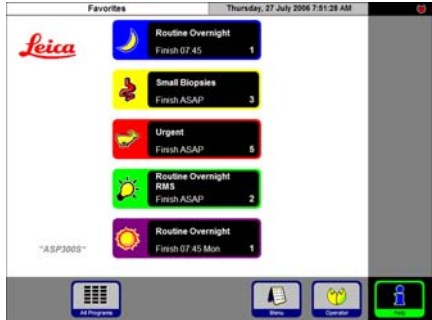 Favorites
Thursday, 27 July 2006 7:51:28 AM
Leica
Routine Overnight
Finish 07:45
1
Small Biopsies
Finish ASAP
3
Urgent
Finish ASAP
5
Routine Overnight
RMS
Finish ASAP
2
Routine Overnight
Finish 07:45 Mon
1
"ASP300S"
All Programs
Menu
Operator
Help